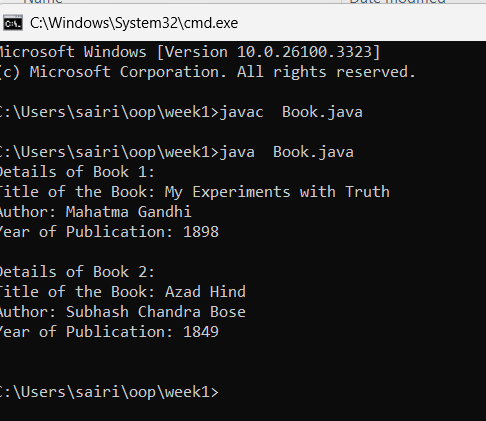 Name
Date modified
C:\Windows\System32\cmd.exe
Microsoft Windows [Version 10.0.26100.3323]
(c) Microsoft Corporation. All rights reserved.
C:\Users\sairi\oop\week1>javac  Book.java
C:\Users\sairi\oop\week1>java  Book.java
Details of Book 1:
Title of the Book: My Experiments with Truth
Author: Mahatma Gandhi
Year of Publication: 1898
Details of Book 2:
Title of the Book: Azad Hind
Author: Subhash Chandra Bose
Year of Publication: 1849
C:\Users\sairi\oop\week1>